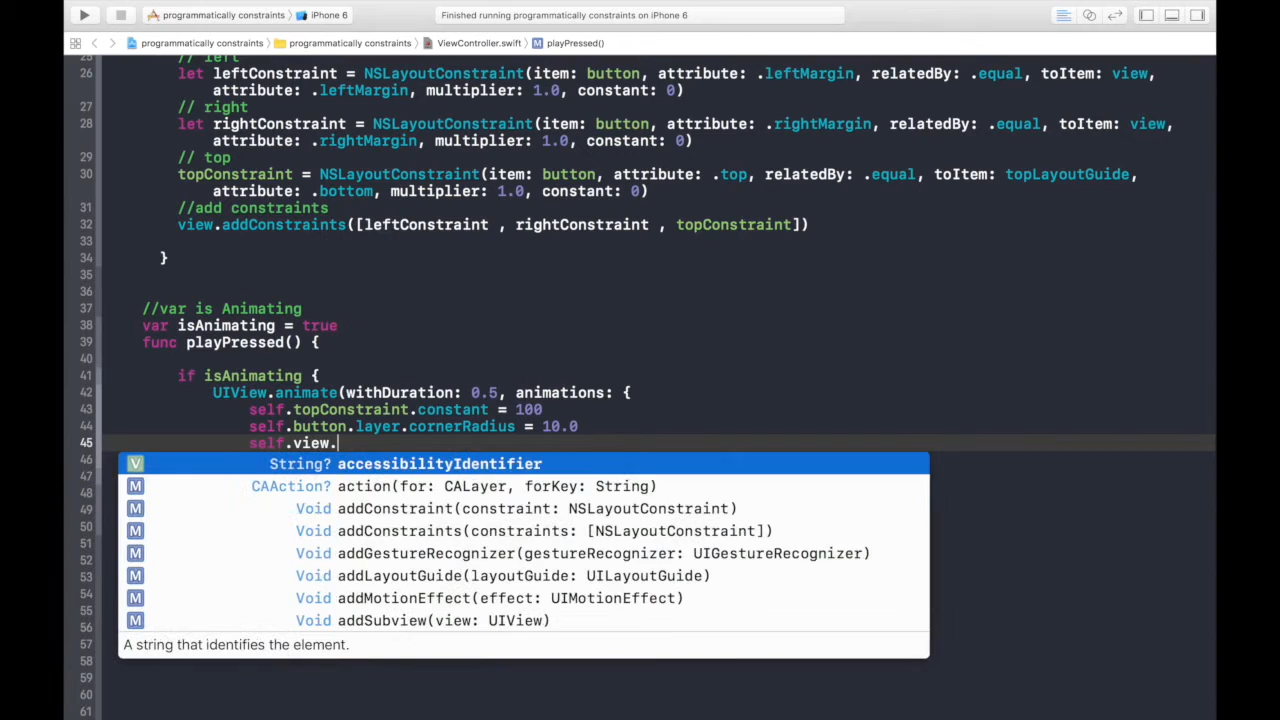 programmatically constraints › iPhone 6
Finished running programmatically constraints on iPhone 6
programmatically constraints › programmatically constraints › ViewController.swift › M playPressed()
25 // left
26 let leftConstraint = NSLayoutConstraint(item: button, attribute: .leftMargin, relatedBy: .equal, toItem: view,
attribute: .leftMargin, multiplier: 1.0, constant: 0)
27 // right
28 let rightConstraint = NSLayoutConstraint(item: button, attribute: .rightMargin, relatedBy: .equal, toItem: view,
attribute: .rightMargin, multiplier: 1.0, constant: 0)
29 // top
30 topConstraint = NSLayoutConstraint(item: button, attribute: .top, relatedBy: .equal, toItem: topLayoutGuide,
attribute: .bottom, multiplier: 1.0, constant: 0)
31 //add constraints
32 view.addConstraints([leftConstraint , rightConstraint , topConstraint])
33
34 }
35
36
37 //var is Animating
38 var isAnimating = true
39 func playPressed() {
40
41 if isAnimating {
42 UIView.animate(withDuration: 0.5, animations: {
43 self.topConstraint.constant = 100
44 self.button.layer.cornerRadius = 10.0
45 self.view.
46 V String? accessibilityIdentifier
47 M CAAction? action(for: CALayer, forKey: String)
48
49 M Void addConstraint(constraint: NSLayoutConstraint)
50 M Void addConstraints(constraints: [NSLayoutConstraint])
51
52 M Void addGestureRecognizer(gestureRecognizer: UIGestureRecognizer)
53 M Void addLayoutGuide(layoutGuide: UILayoutGuide)
54
55 M Void addMotionEffect(effect: UIMotionEffect)
56 M Void addSubview(view: UIView)
57 A string that identifies the element.
58
59
60
61